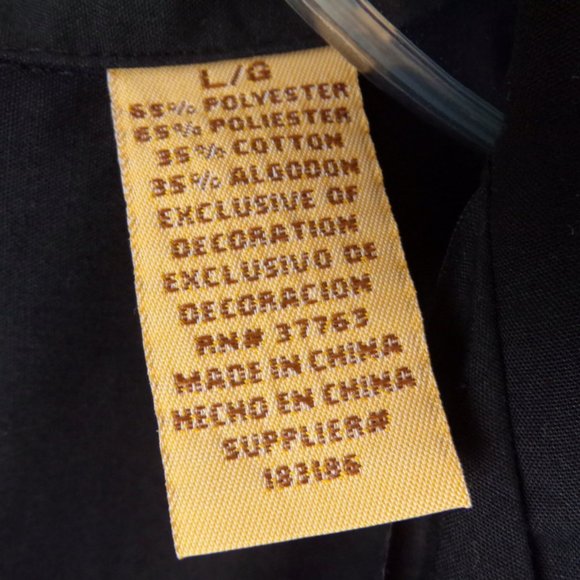 L/G
65% POLYESTER
65% POLIESTER
35% COTTON
35% ALGODON
EXCLUSIVE OF
DECORATION
EXCLUSIVO DE
DECORACION
RN# 37763
MADE IN CHINA
HECHO EN CHINA
SUPPLIER#
183186